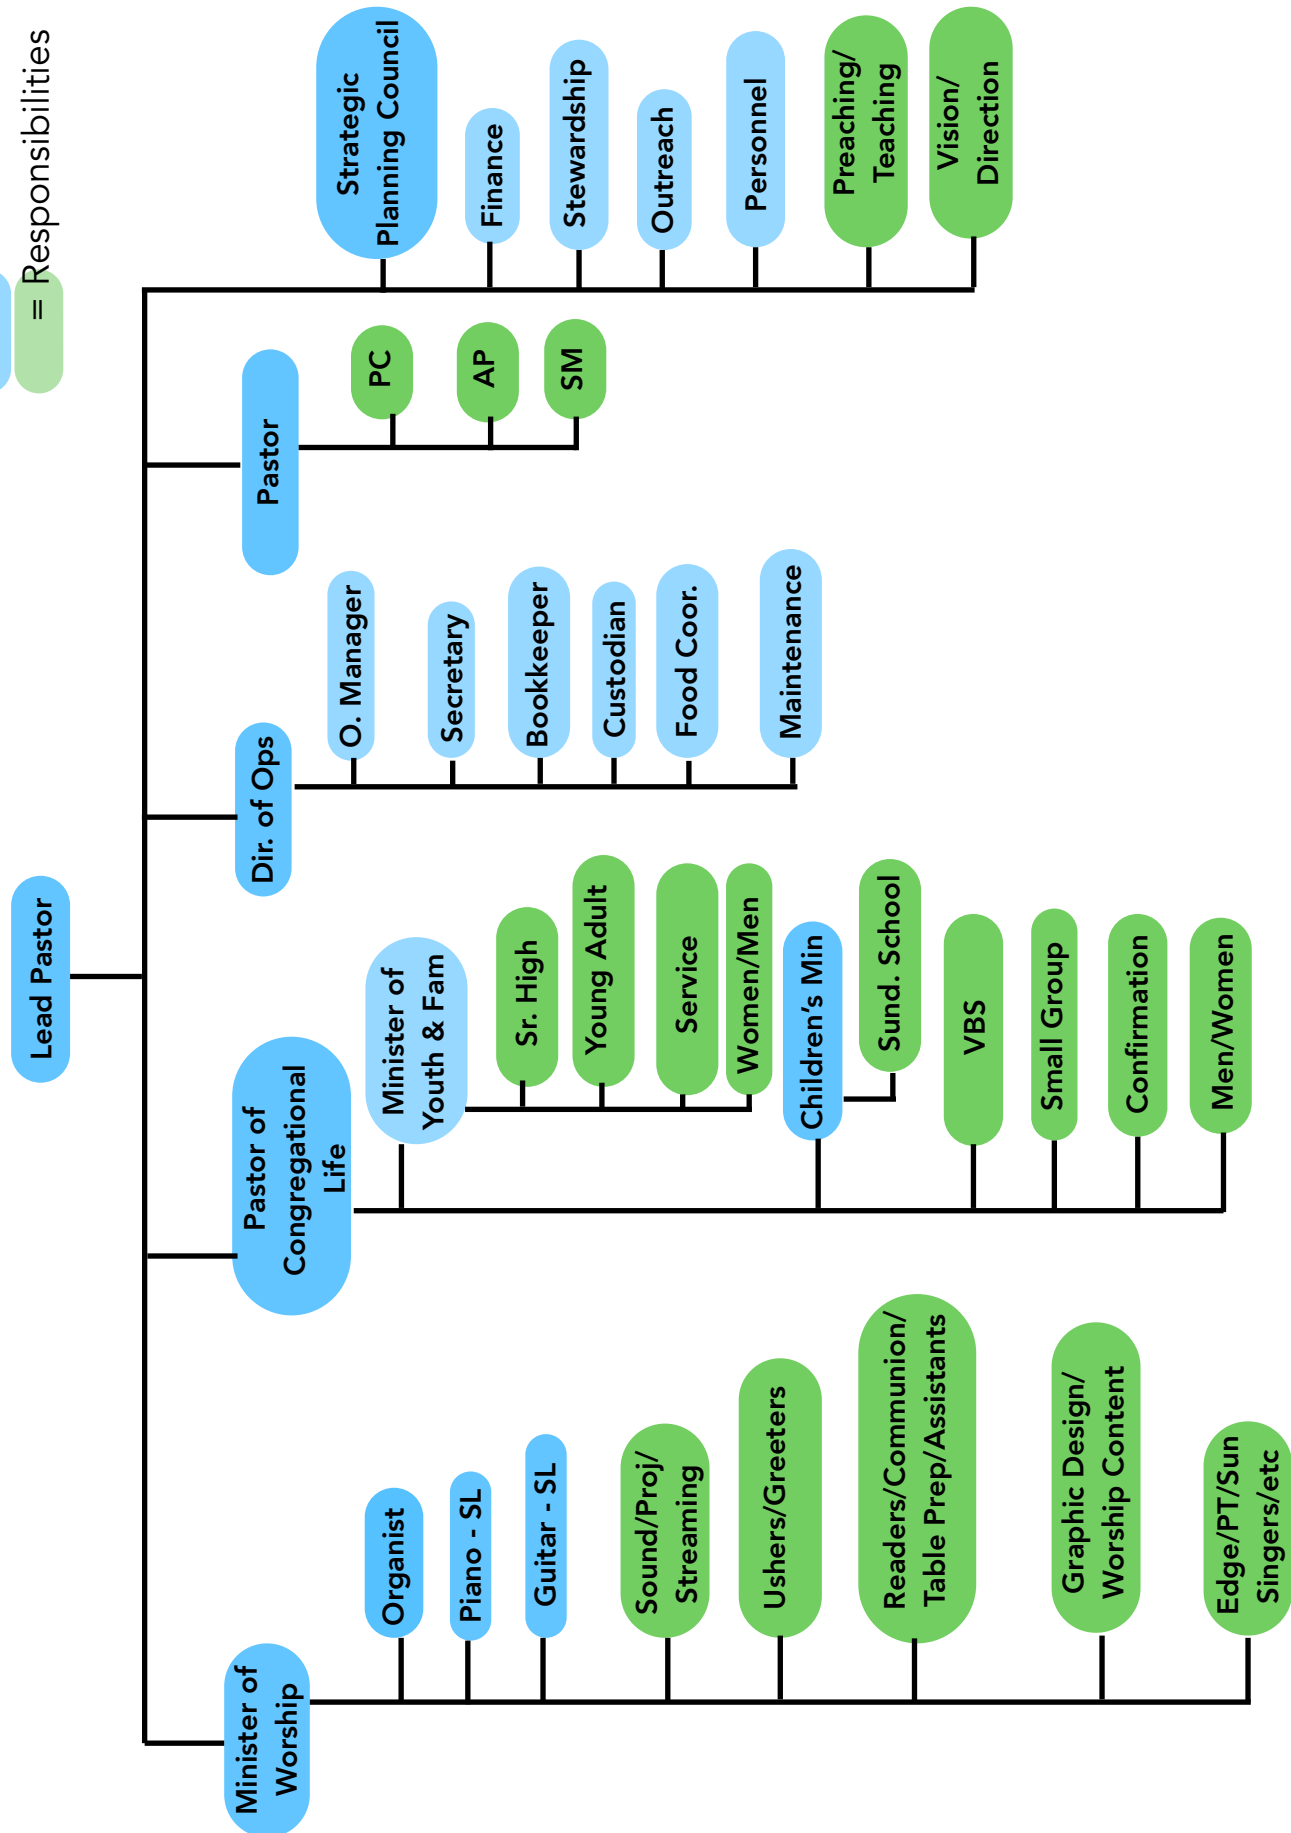 = Responsibilities
Lead Pastor
Minister of
Worship
Organist
Piano - SL
Guitar - SL
Sound/Proj/
Streaming
Ushers/Greeters
Readers/Communion/
Table Prep/Assistants
Graphic Design/
Worship Content
Edge/PT/Sun
Singers/etc
Pastor of
Congregational
Life
Minister of
Youth & Fam
Sr. High
Young Adult
Service
Women/Men
Children's Min
Sund. School
VBS
Small Group
Confirmation
Men/Women
Dir. of Ops
O. Manager
Secretary
Bookkeeper
Custodian
Food Coor.
Maintenance
Pastor
PC
AP
SM
Strategic
Planning Council
Finance
Stewardship
Outreach
Personnel
Preaching/
Teaching
Vision/
Direction